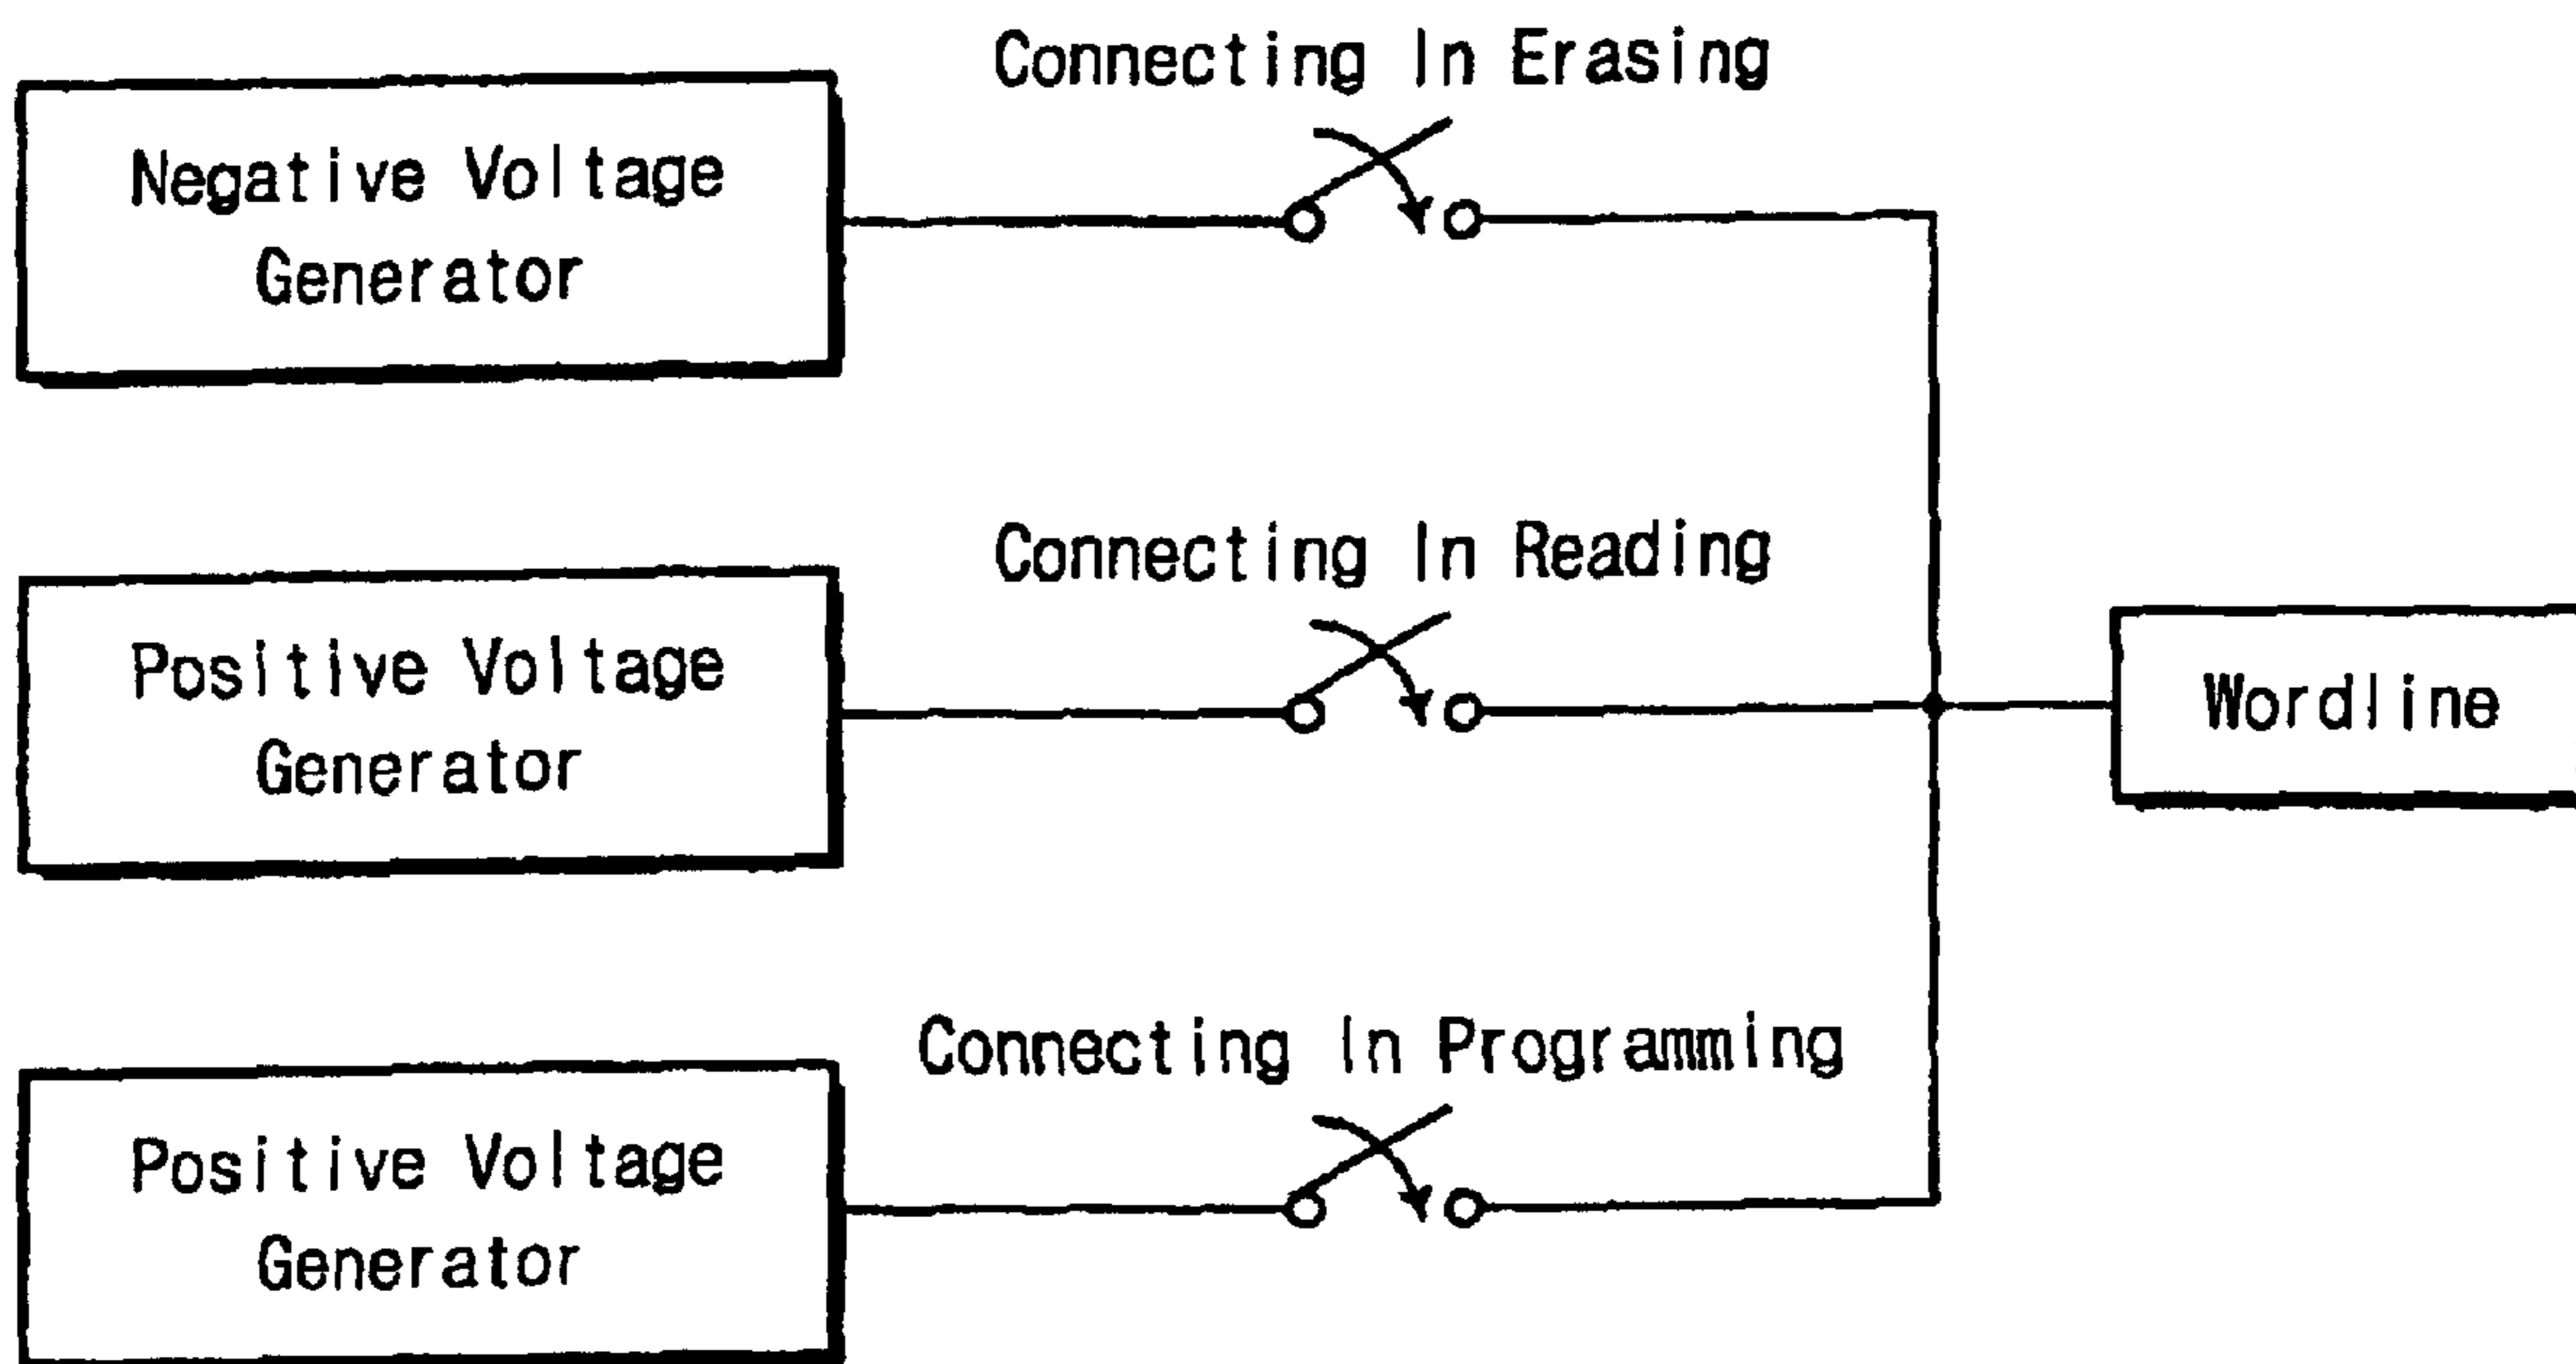 Connecting In Erasing
Negative Voltage
Generator
Connecting In Reading
Positive Voltage
Generator
Wordline
Connecting In Programming
Positive Voltage
Generator